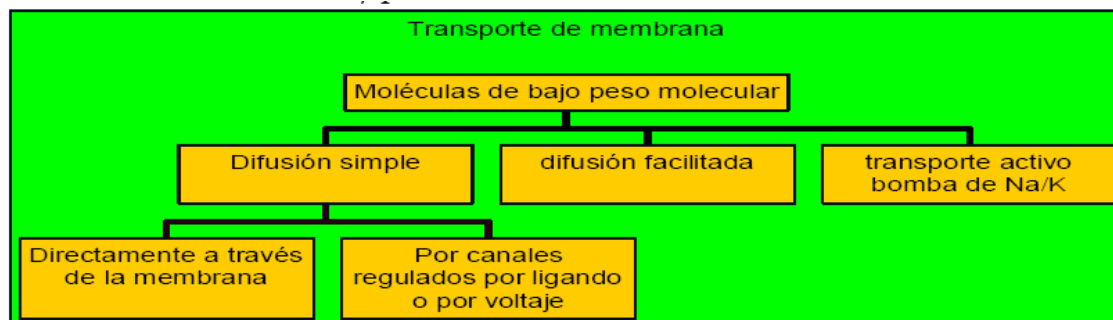 Transporte de membrana
Moléculas de bajo peso molecular
Difusión simple
difusión facilitada
transporte activo
bomba de Na/K
Directamente a través
de la membrana
Por canales
regulados por ligando
o por voltaje